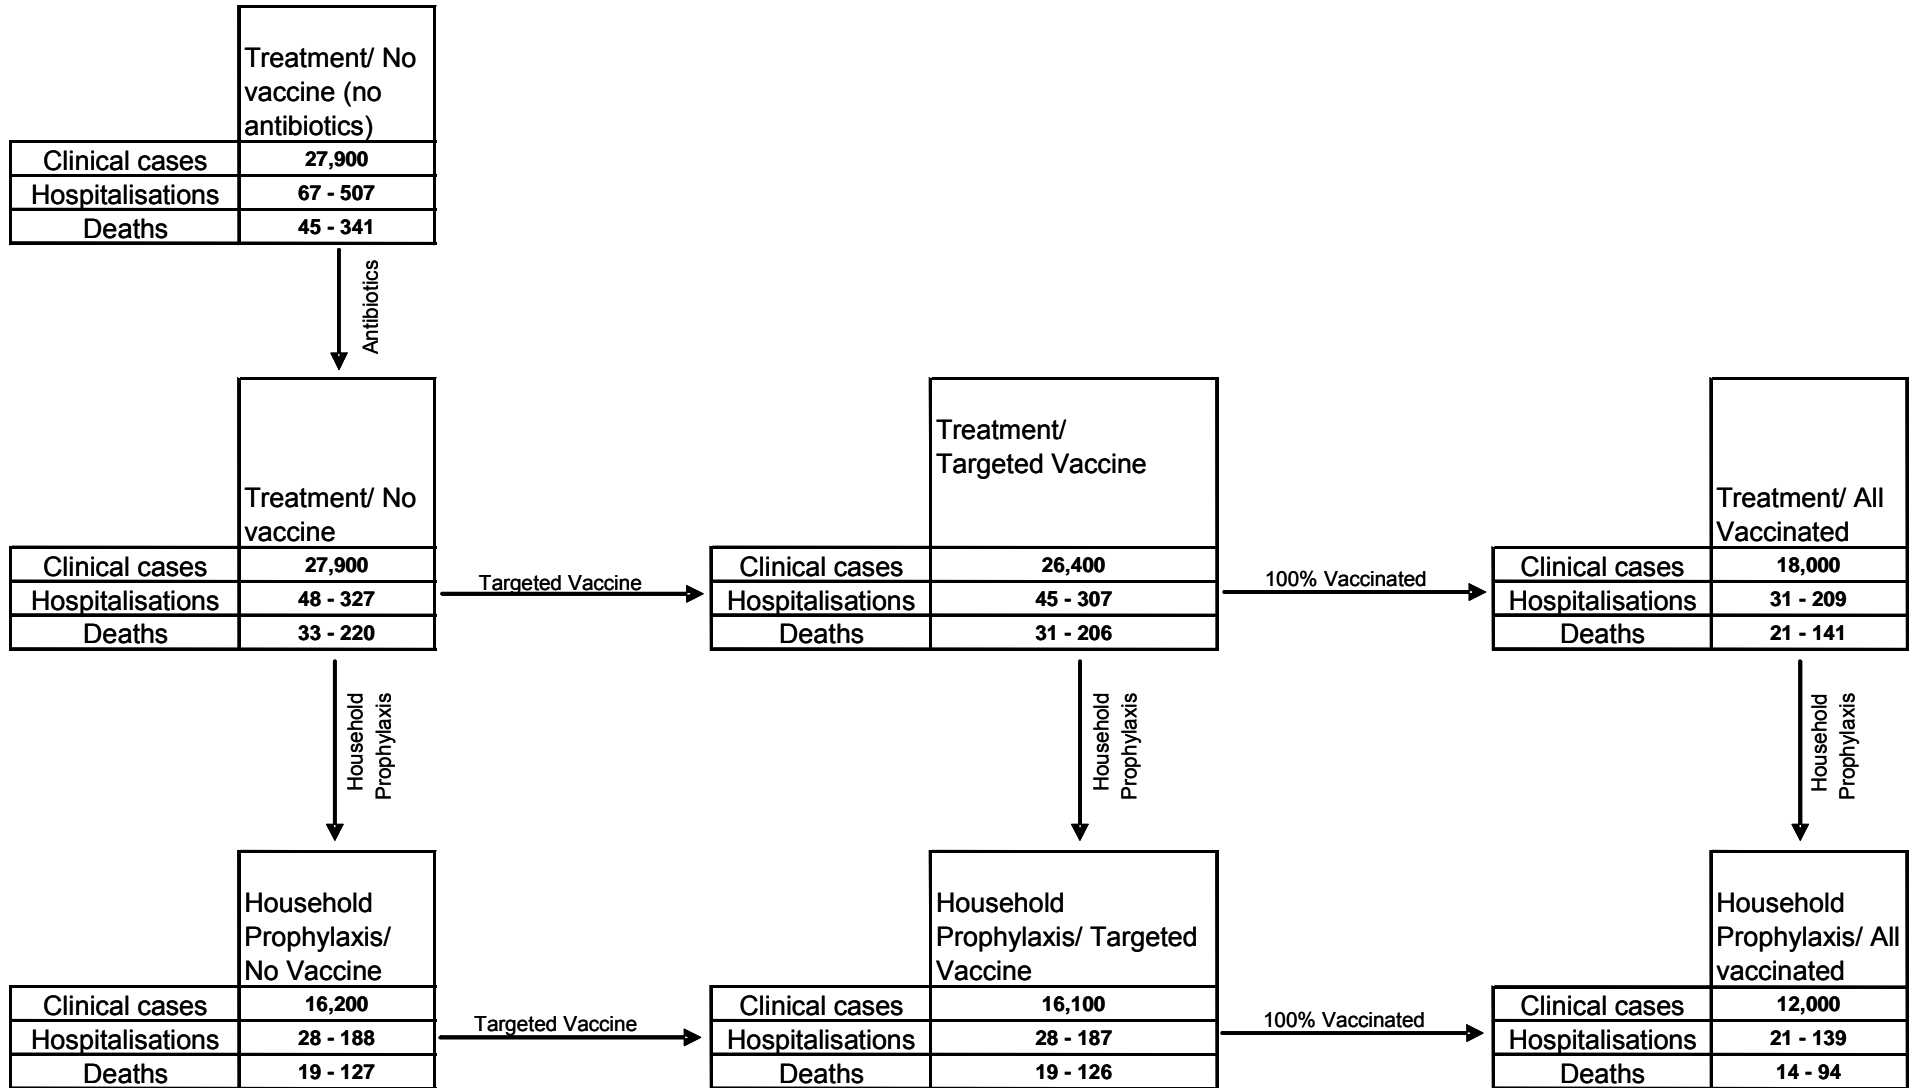 Treatment/ No
vaccine (no
antibiotics)
Clinical cases 27,900
Hospitalisations 67 - 507
Deaths 45 - 341
Antibiotics
Treatment/ No
vaccine
Clinical cases 27,900
Hospitalisations 48 - 327
Deaths 33 - 220
Targeted Vaccine
Treatment/
Targeted Vaccine
Clinical cases 26,400
Hospitalisations 45 - 307
Deaths 31 - 206
100% Vaccinated
Treatment/ All
Vaccinated
Clinical cases 18,000
Hospitalisations 31 - 209
Deaths 21 - 141
Household
Prophylaxis
Household
Prophylaxis
Household
Prophylaxis
Household
Prophylaxis/
No Vaccine
Clinical cases 16,200
Hospitalisations 28 - 188
Deaths 19 - 127
Targeted Vaccine
Household
Prophylaxis/ Targeted
Vaccine
Clinical cases 16,100
Hospitalisations 28 - 187
Deaths 19 - 126
100% Vaccinated
Household
Prophylaxis/ All
vaccinated
Clinical cases 12,000
Hospitalisations 21 - 139
Deaths 14 - 94